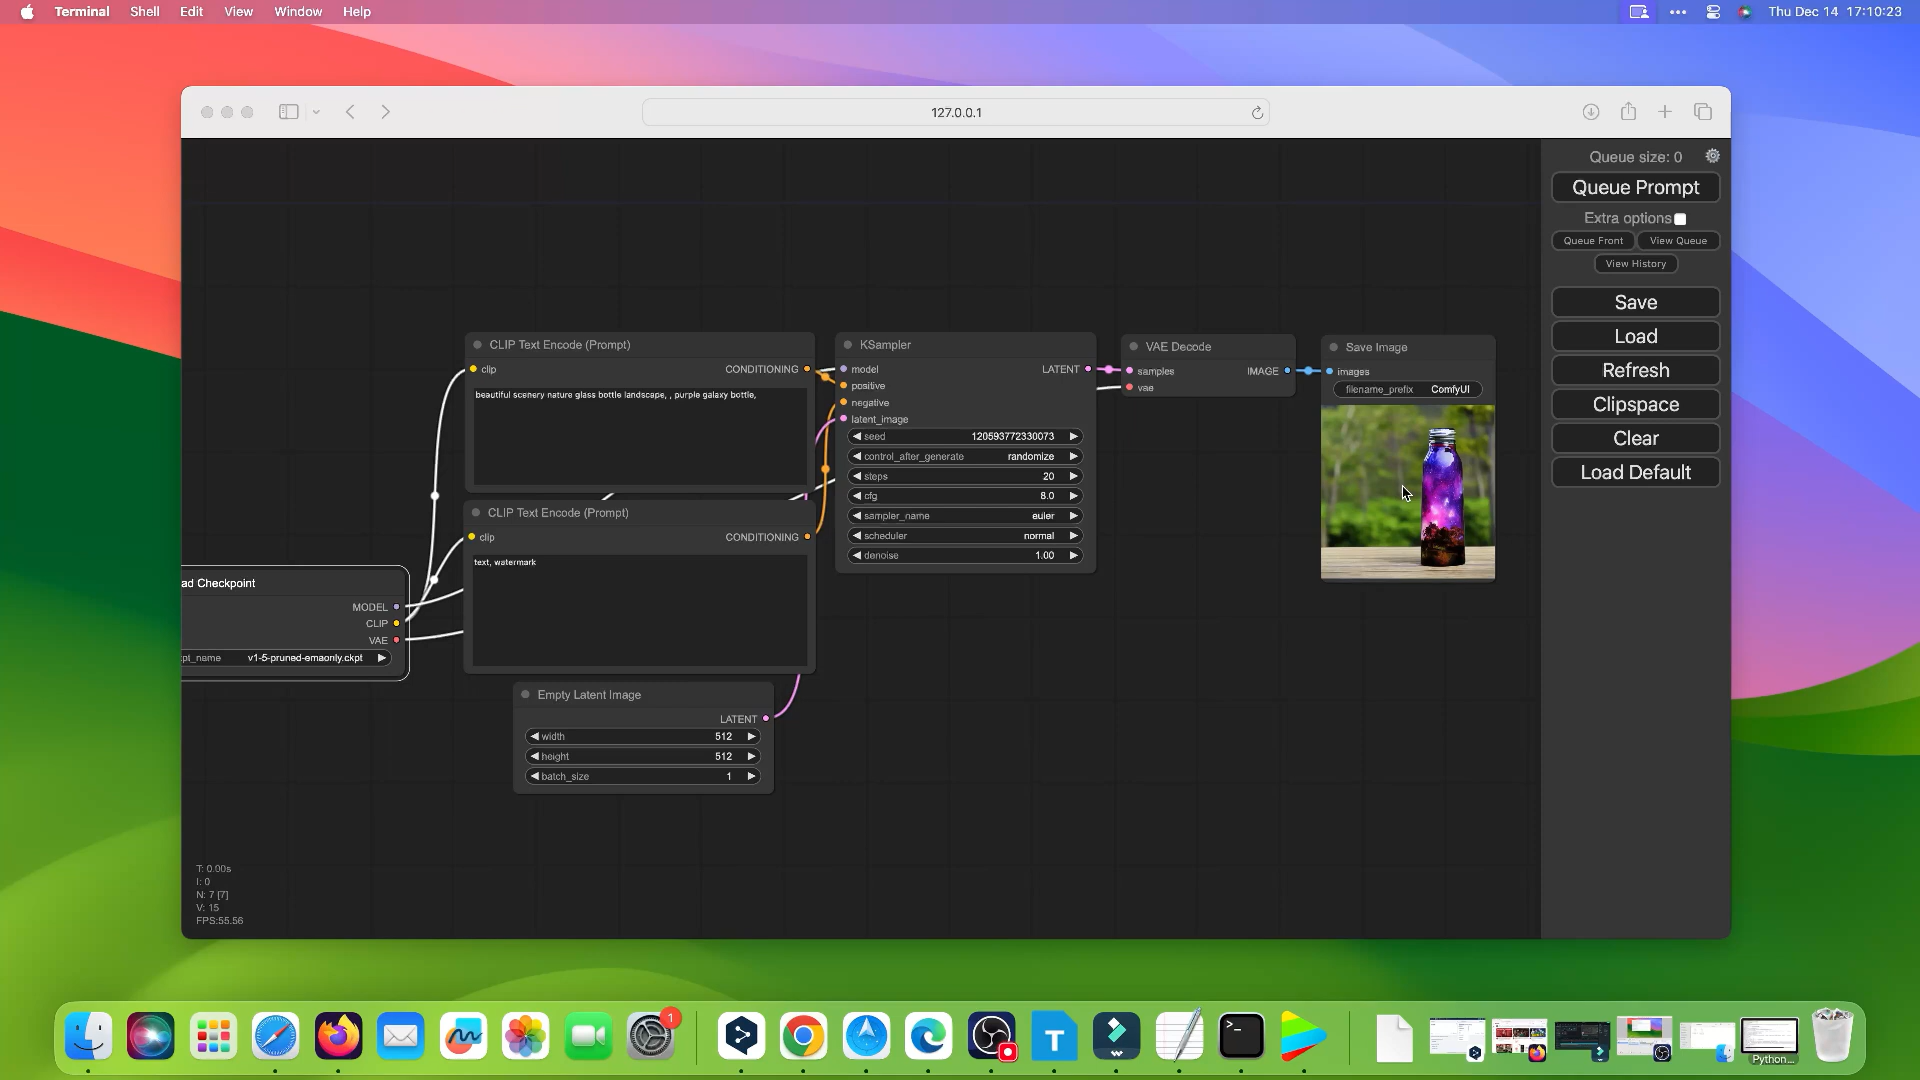 Terminal Shell Edit View Window Help
Thu Dec 14 17:10:23
127.0.0.1
Queue size: 0
Queue Prompt
Extra options
Queue Front View Queue
View History
Save
Load
Refresh
Clipspace
Clear
Load Default
CLIP Text Encode (Prompt)
clip CONDITIONING
beautiful scenery nature glass bottle landscape, , purple galaxy bottle,
CLIP Text Encode (Prompt)
clip CONDITIONING
text, watermark
KSampler
model LATENT
positive
negative
latent_image
seed 120593772330073
control_after_generate randomize
steps 20
cfg 8.0
sampler_name euler
scheduler normal
denoise 1.00
VAE Decode
samples IMAGE
vae
Save Image
images
filename_prefix ComfyUI
ad Checkpoint
MODEL
CLIP
VAE
pt_name v1-5-pruned-emaonly.ckpt
Empty Latent Image
LATENT
width 512
height 512
batch_size 1
T: 0.00s
I: 0
N: 7 [7]
V: 15
FPS:55.56
1
T
Python...